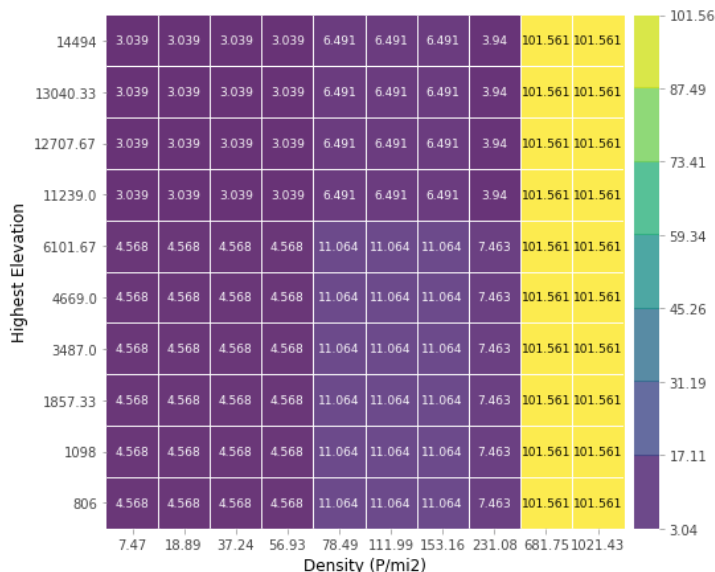 14494 3.039 3.039 3.039 3.039 6.491 6.491 6.491 3.94 101.561 101.561
13040.33 3.039 3.039 3.039 3.039 6.491 6.491 6.491 3.94 101.561 101.561
12707.67 3.039 3.039 3.039 3.039 6.491 6.491 6.491 3.94 101.561 101.561
11239.0 3.039 3.039 3.039 3.039 6.491 6.491 6.491 3.94 101.561 101.561
6101.67 4.568 4.568 4.568 4.568 11.064 11.064 11.064 7.463 101.561 101.561
4669.0 4.568 4.568 4.568 4.568 11.064 11.064 11.064 7.463 101.561 101.561
3487.0 4.568 4.568 4.568 4.568 11.064 11.064 11.064 7.463 101.561 101.561
1857.33 4.568 4.568 4.568 4.568 11.064 11.064 11.064 7.463 101.561 101.561
1098 4.568 4.568 4.568 4.568 11.064 11.064 11.064 7.463 101.561 101.561
806 4.568 4.568 4.568 4.568 11.064 11.064 11.064 7.463 101.561 101.561
7.47 18.89 37.24 56.93 78.49 111.99 153.16 231.08 681.75 1021.43
Density (P/mi2)
Highest Elevation
101.56
87.49
73.41
59.34
45.26
31.19
17.11
3.04